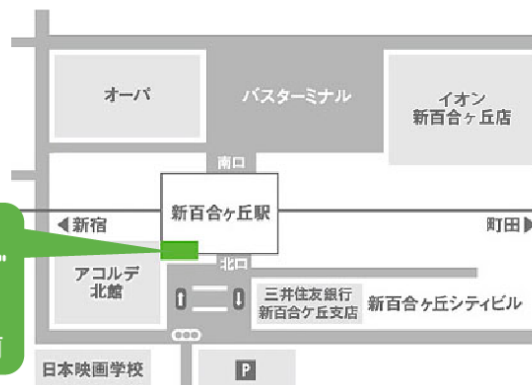 オーパ
バスターミナル
イオン
新百合ヶ丘店
南口
新百合ヶ丘駅
新宿
町田
北口
アコルデ
北館
三井住友銀行
新百合ケ丘支店
新百合ヶ丘シティビル
日本映画学校
P